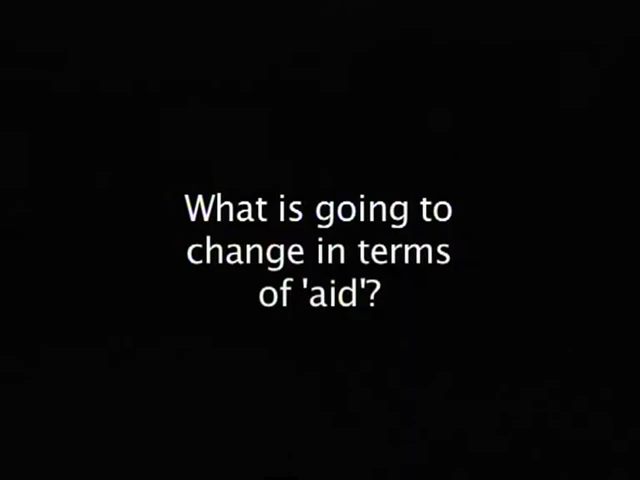 What is going to
change in terms
of 'aid'?